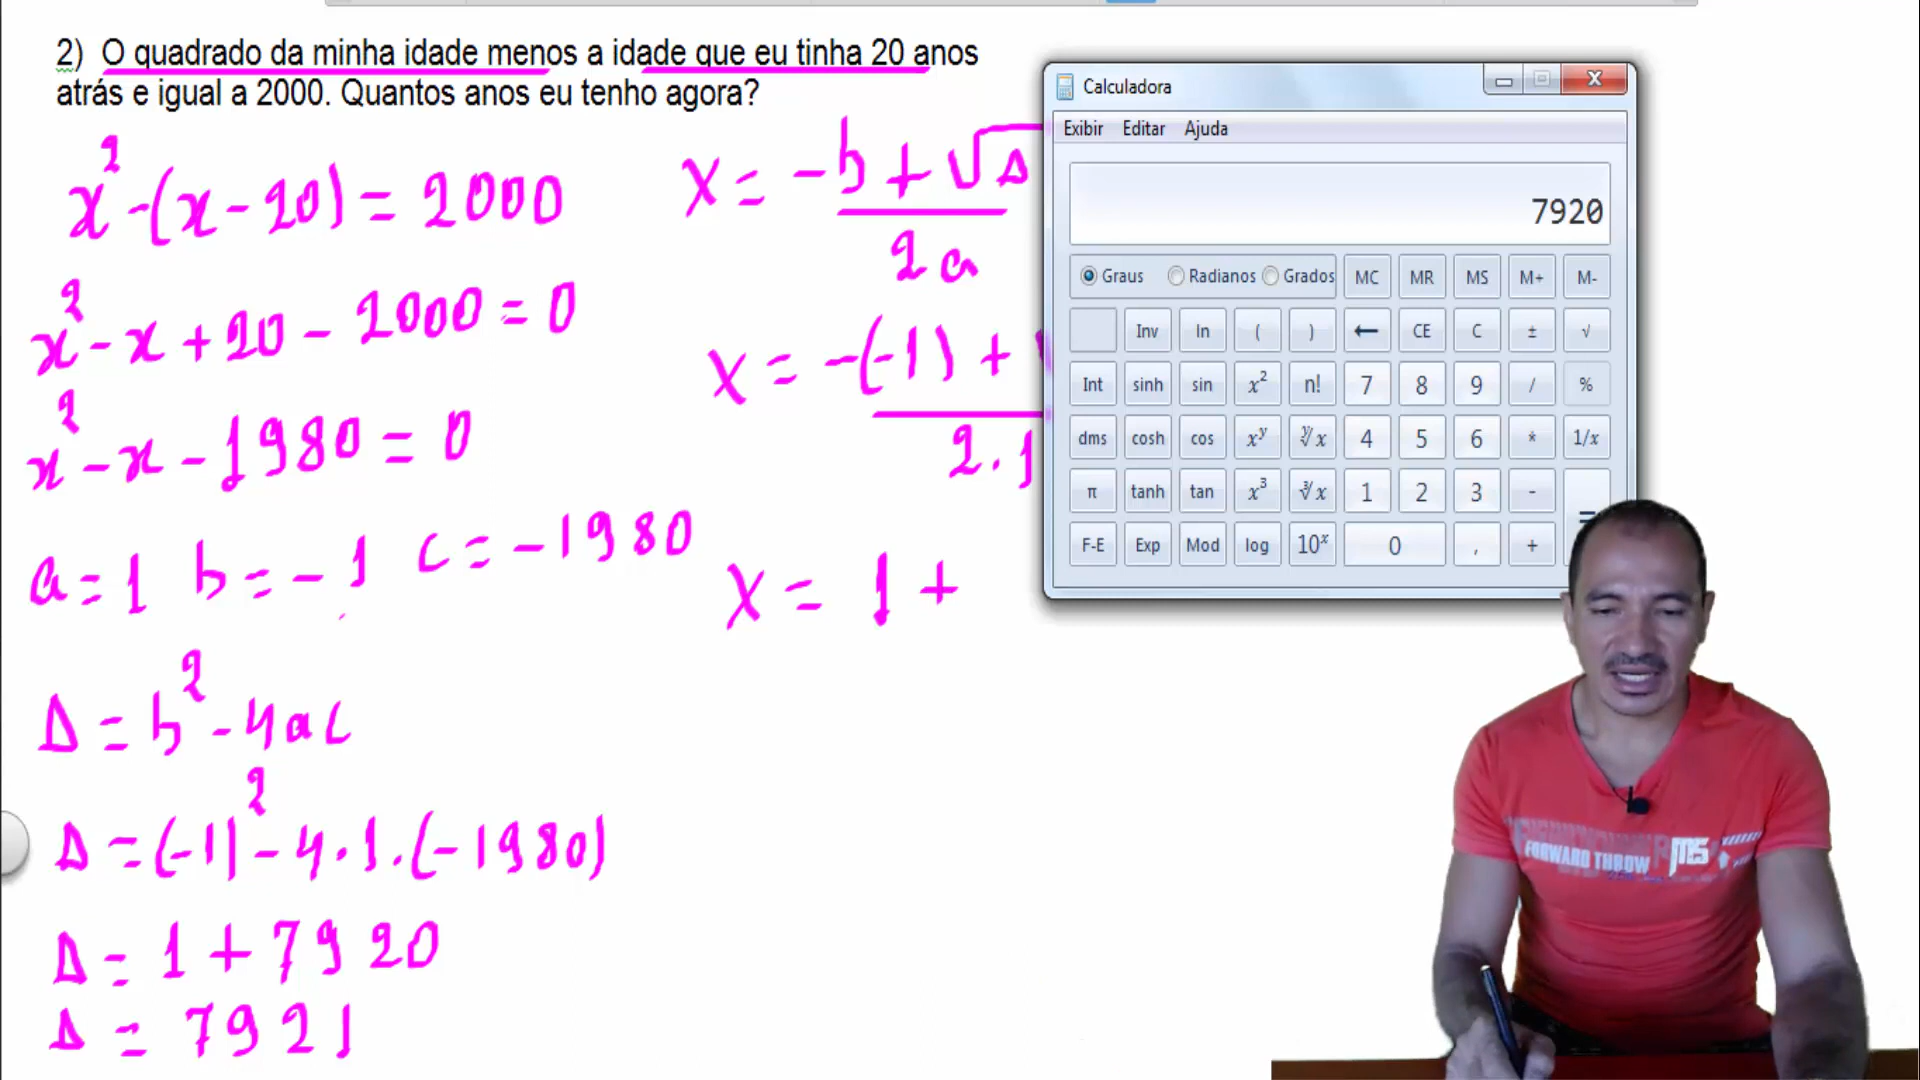 2) O quadrado da minha idade menos a idade que eu tinha 20 anos
atrás e igual a 2000. Quantos anos eu tenho agora?
x² -(x - 20) = 2000
x² - x + 20 - 2000 = 0
x² - x - 1980 = 0
a = 1 b = - 1 c = - 1980
Δ = b² - 4ac
Δ = (-1)² - 4 · 1 · (- 1980)
Δ = 1 + 7920
Δ = 7921
X = -b + √Δ
2a
X = -(-1) +
2 . 1
X = 1 +
Calculadora
Exibir Editar Ajuda
7920
Graus Radianos Grados MC MR MS M+ M-
Inv ln ( ) ← CE C ± √
Int sinh sin x² n! 7 8 9 / %
dms cosh cos xʸ ʸ√x 4 5 6 * 1/x
π tanh tan x³ ³√x 1 2 3 - =
F-E Exp Mod log 10ˣ 0 , +
FORWARD THROW MS